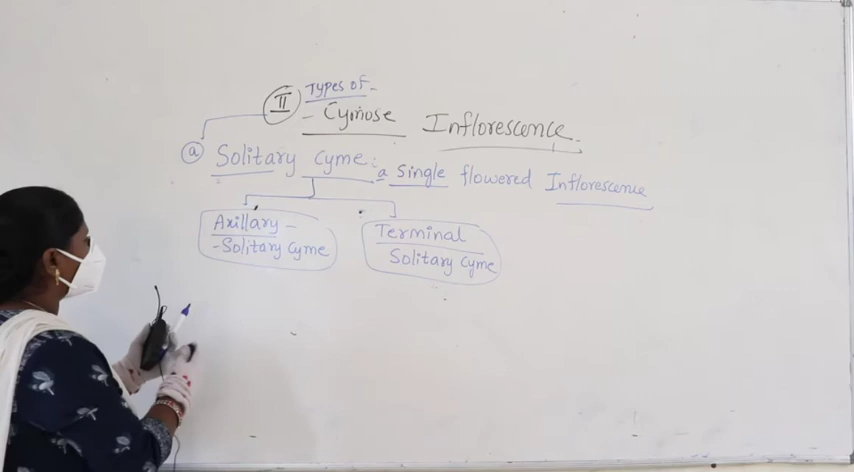 II Types of -
- Cymose Inflorescence.
a Solitary Cyme: a single flowered Inflorescence
Axillary -
- Solitary Cyme
Terminal
Solitary Cyme